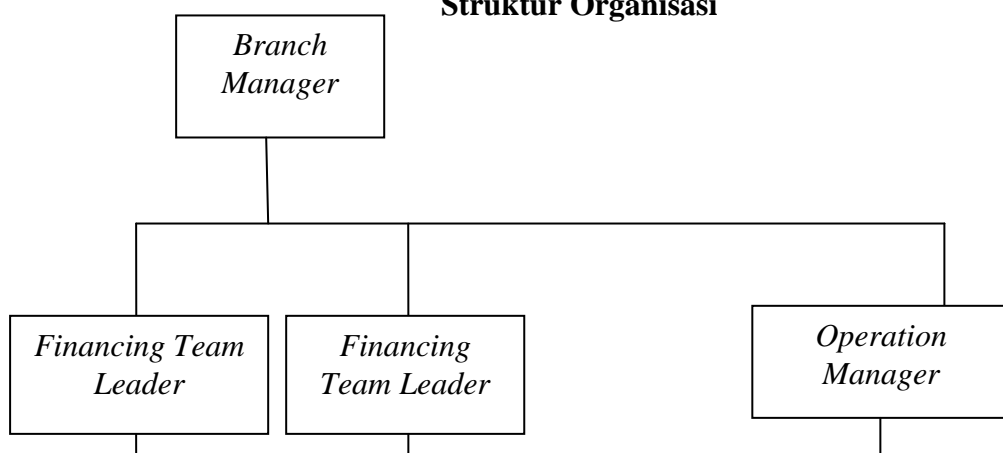 Struktur Organisasi
Branch
Manager
Financing Team
Leader
Financing
Team Leader
Operation
Manager